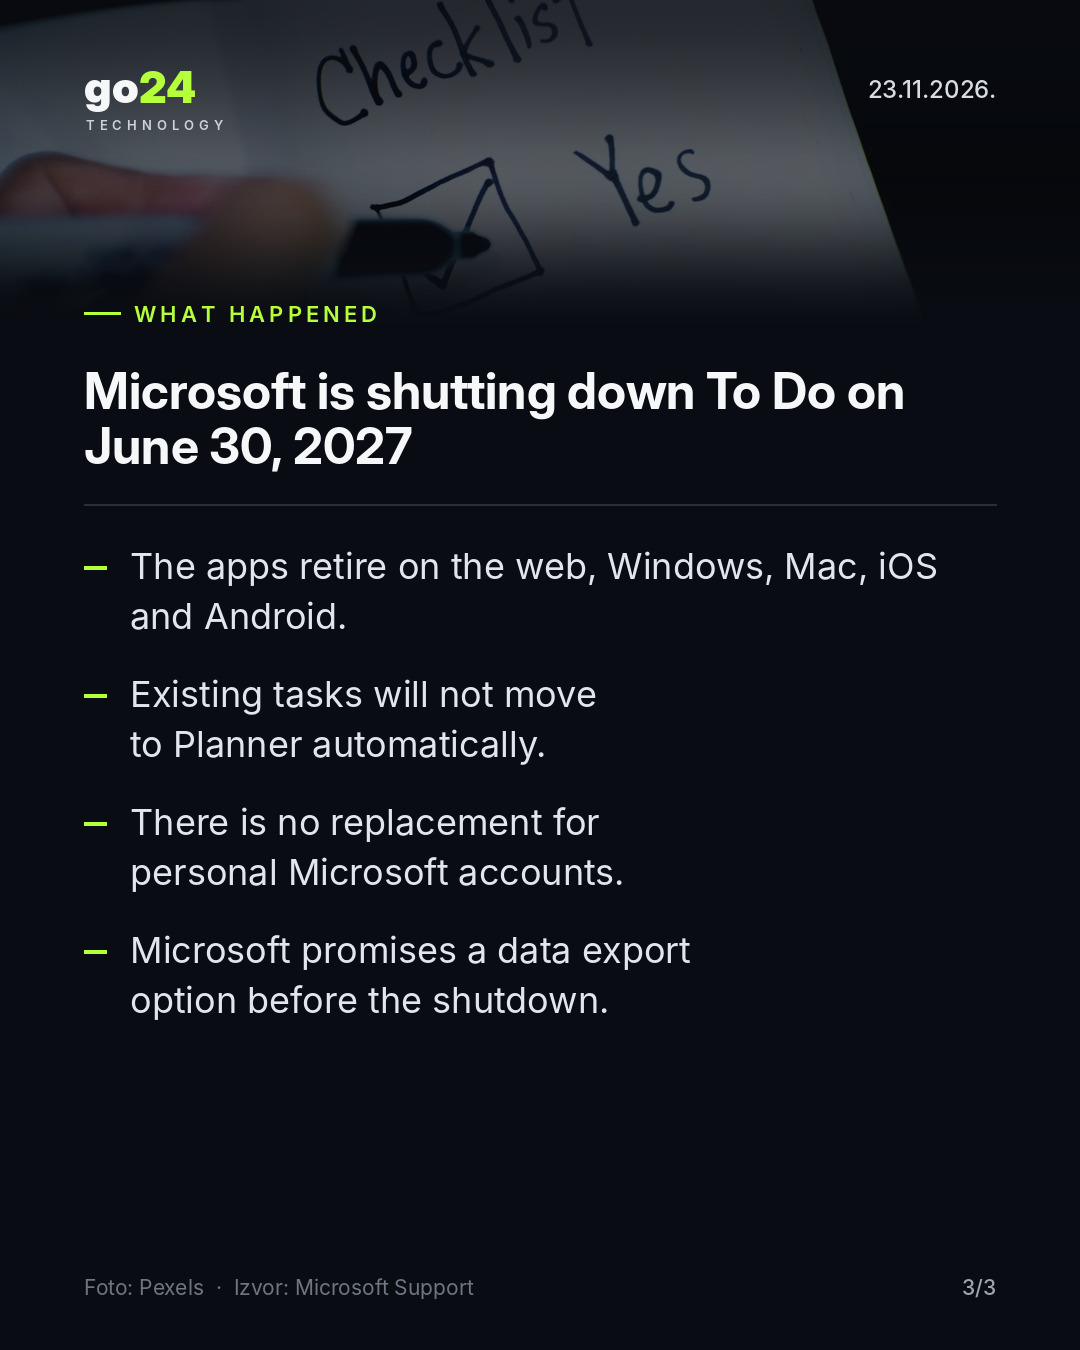 Checklist
go24
TECHNOLOGY
23.11.2026.
Yes
WHAT HAPPENED
Microsoft is shutting down To Do on
June 30, 2027
The apps retire on the web, Windows, Mac, iOS
and Android.
Existing tasks will not move
to Planner automatically.
There is no replacement for
personal Microsoft accounts.
Microsoft promises a data export
option before the shutdown.
Foto: Pexels · Izvor: Microsoft Support
3/3